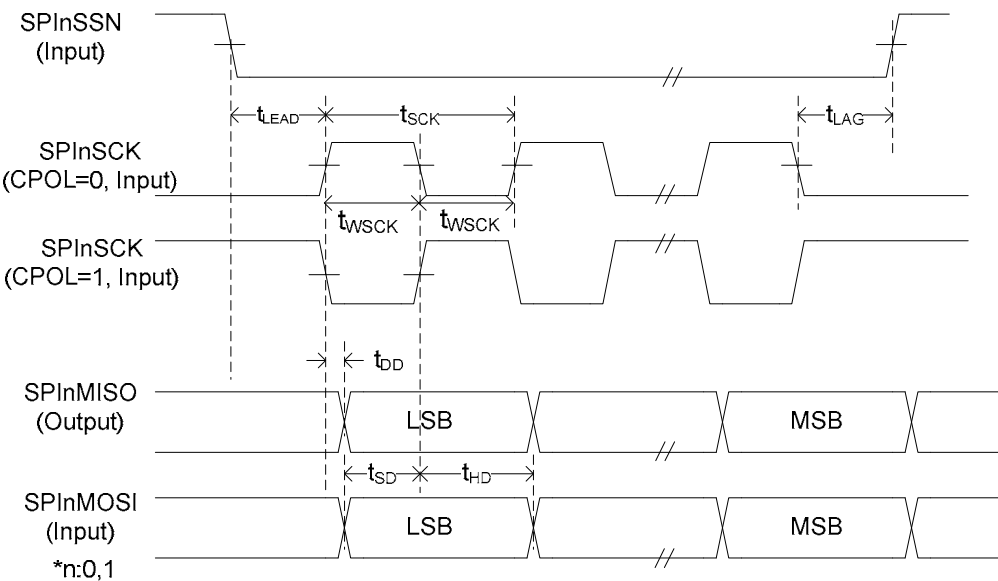 SPInSSN
(Input)
tLEAD
tSCK
tLAG
SPInSCK
(CPOL=0, Input)
tWSCK
tWSCK
SPInSCK
(CPOL=1, Input)
tDD
SPInMISO
(Output)
LSB
MSB
tSD
tHD
SPInMOSI
(Input)
LSB
MSB
*n:0,1